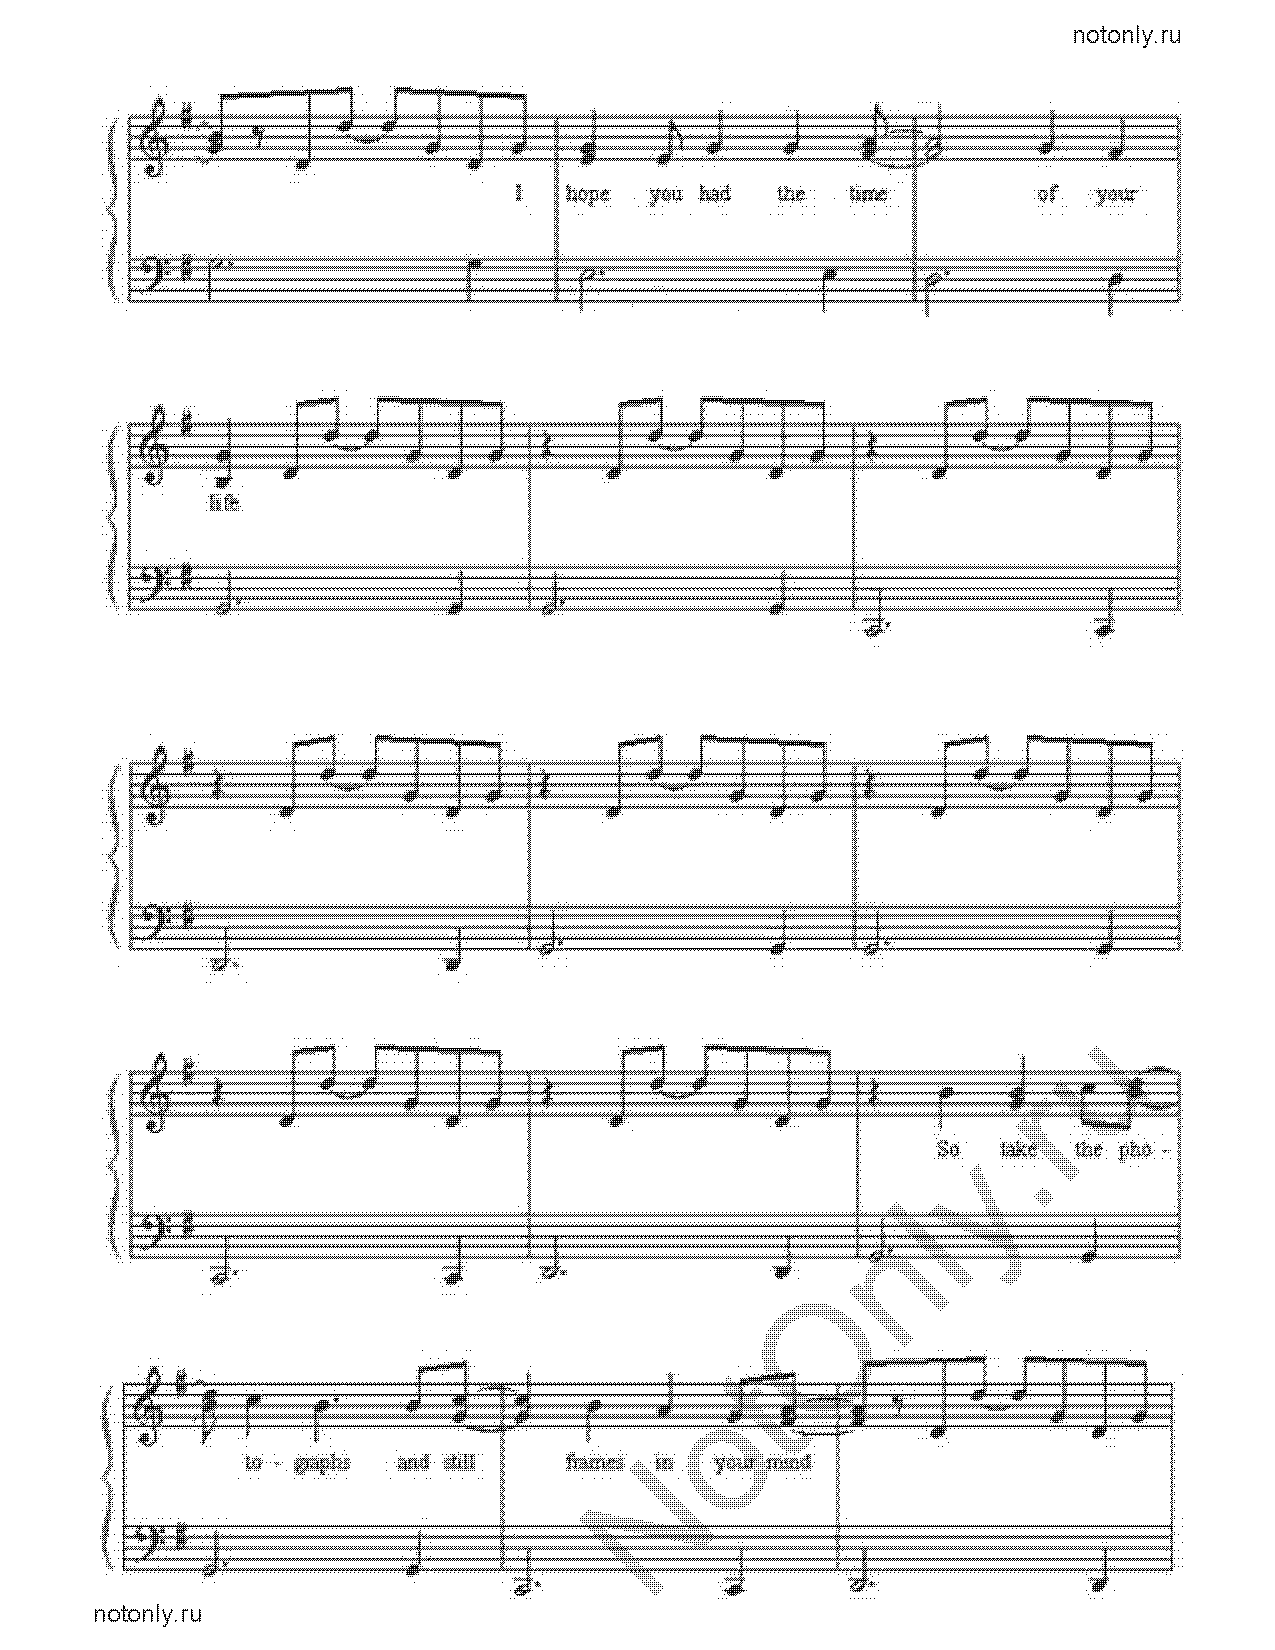 notonly.ru
I hope you had the time of your
life
So take the pho -
to - graphs and still frames in your mind
NotOnly.ru
notonly.ru